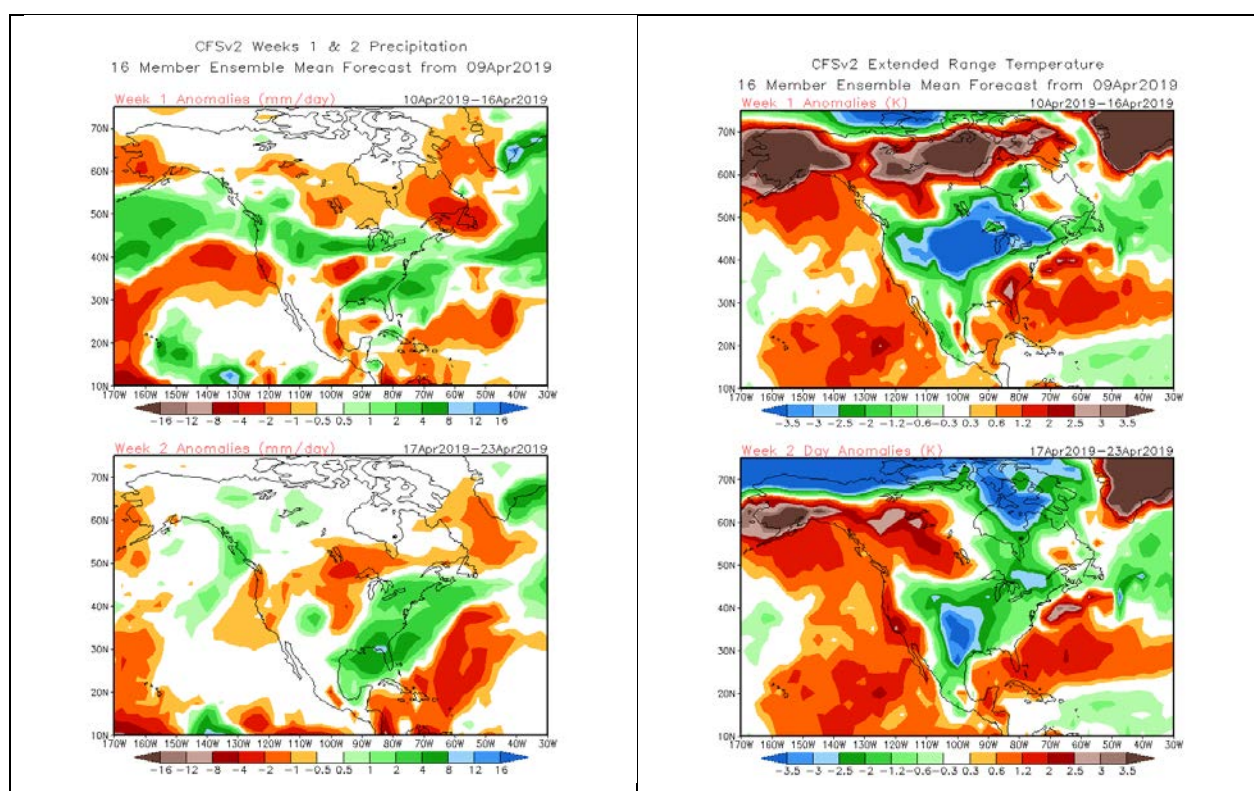 CFSv2 Weeks 1 & 2 Precipitation
16 Member Ensemble Mean Forecast from 09Apr2019
Week 1 Anomalies (mm/day) 10Apr2019-16Apr2019
70N
60N
50N
40N
30N
20N
10N
170W 160W 150W 140W 130W 120W 110W 100W 90W 80W 70W 60W 50W 40W 30W
-16 -12 -8 -4 -2 -1 -0.5 0.5 1 2 4 8 12 16
Week 2 Anomalies (mm/day) 17Apr2019-23Apr2019
70N
60N
50N
40N
30N
20N
10N
170W 160W 150W 140W 130W 120W 110W 100W 90W 80W 70W 60W 50W 40W 30W
-16 -12 -8 -4 -2 -1 -0.5 0.5 1 2 4 8 12 16
CFSv2 Extended Range Temperature
16 Member Ensemble Mean Forecast from 09Apr2019
Week 1 Anomalies (K) 10Apr2019-16Apr2019
70N
60N
50N
40N
30N
20N
10N
170W 160W 150W 140W 130W 120W 110W 100W 90W 80W 70W 60W 50W 40W 30W
-3.5 -3 -2.5 -2 -1.2 -0.6 -0.3 0.3 0.6 1.2 2 2.5 3 3.5
Week 2 Day Anomalies (K) 17Apr2019-23Apr2019
70N
60N
50N
40N
30N
20N
10N
170W 160W 150W 140W 130W 120W 110W 100W 90W 80W 70W 60W 50W 40W 30W
-3.5 -3 -2.5 -2 -1.2 -0.6 -0.3 0.3 0.6 1.2 2 2.5 3 3.5